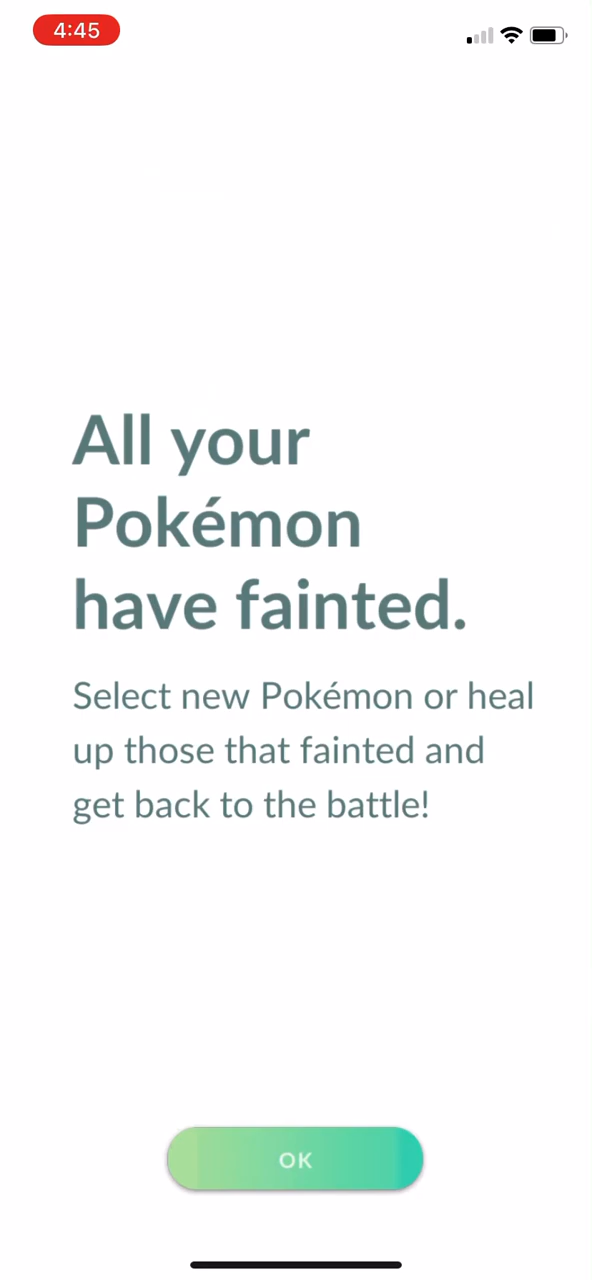 4:45
All your
Pokémon
have fainted.
Select new Pokémon or heal
up those that fainted and
get back to the battle!
OK